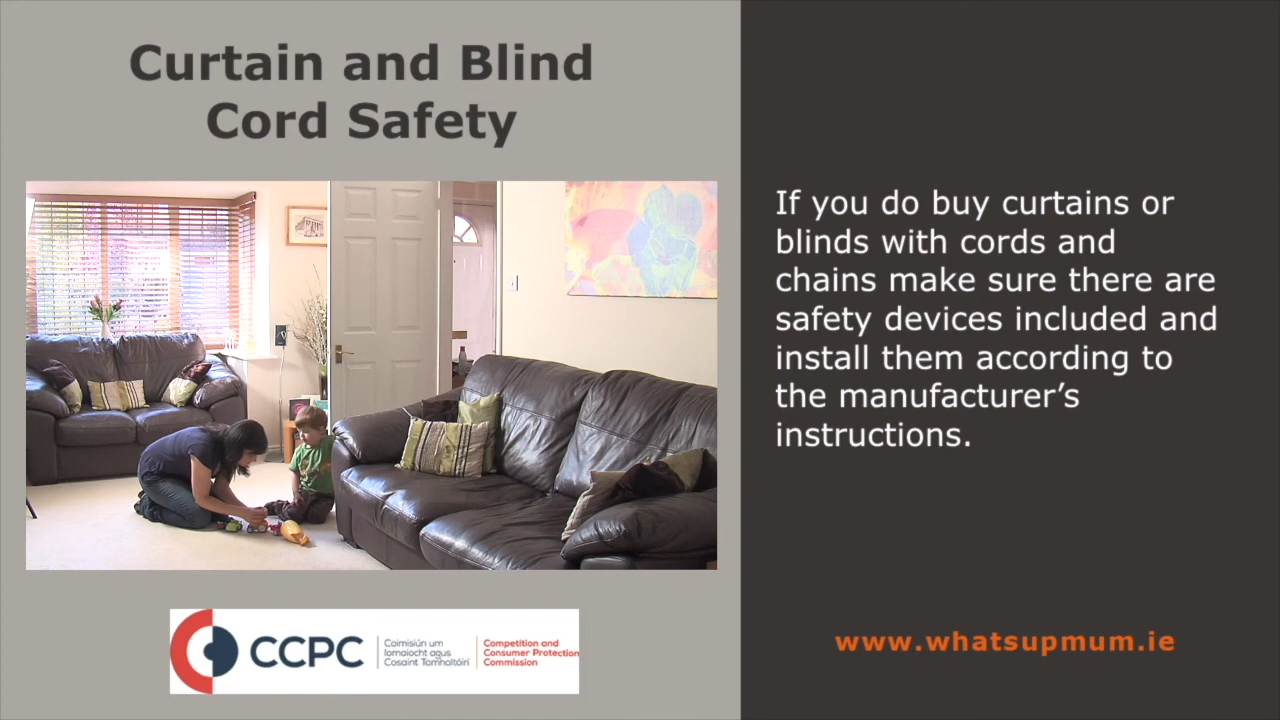 Curtain and Blind
Cord Safety
If you do buy curtains or
blinds with cords and
chains make sure there are
safety devices included and
install them according to
the manufacturer’s
instructions.
CCPC
Coimisiún um
Iomaíocht agus
Cosaint Tomhaltóirí
Competition and
Consumer Protection
Commission
www.whatsupmum.ie